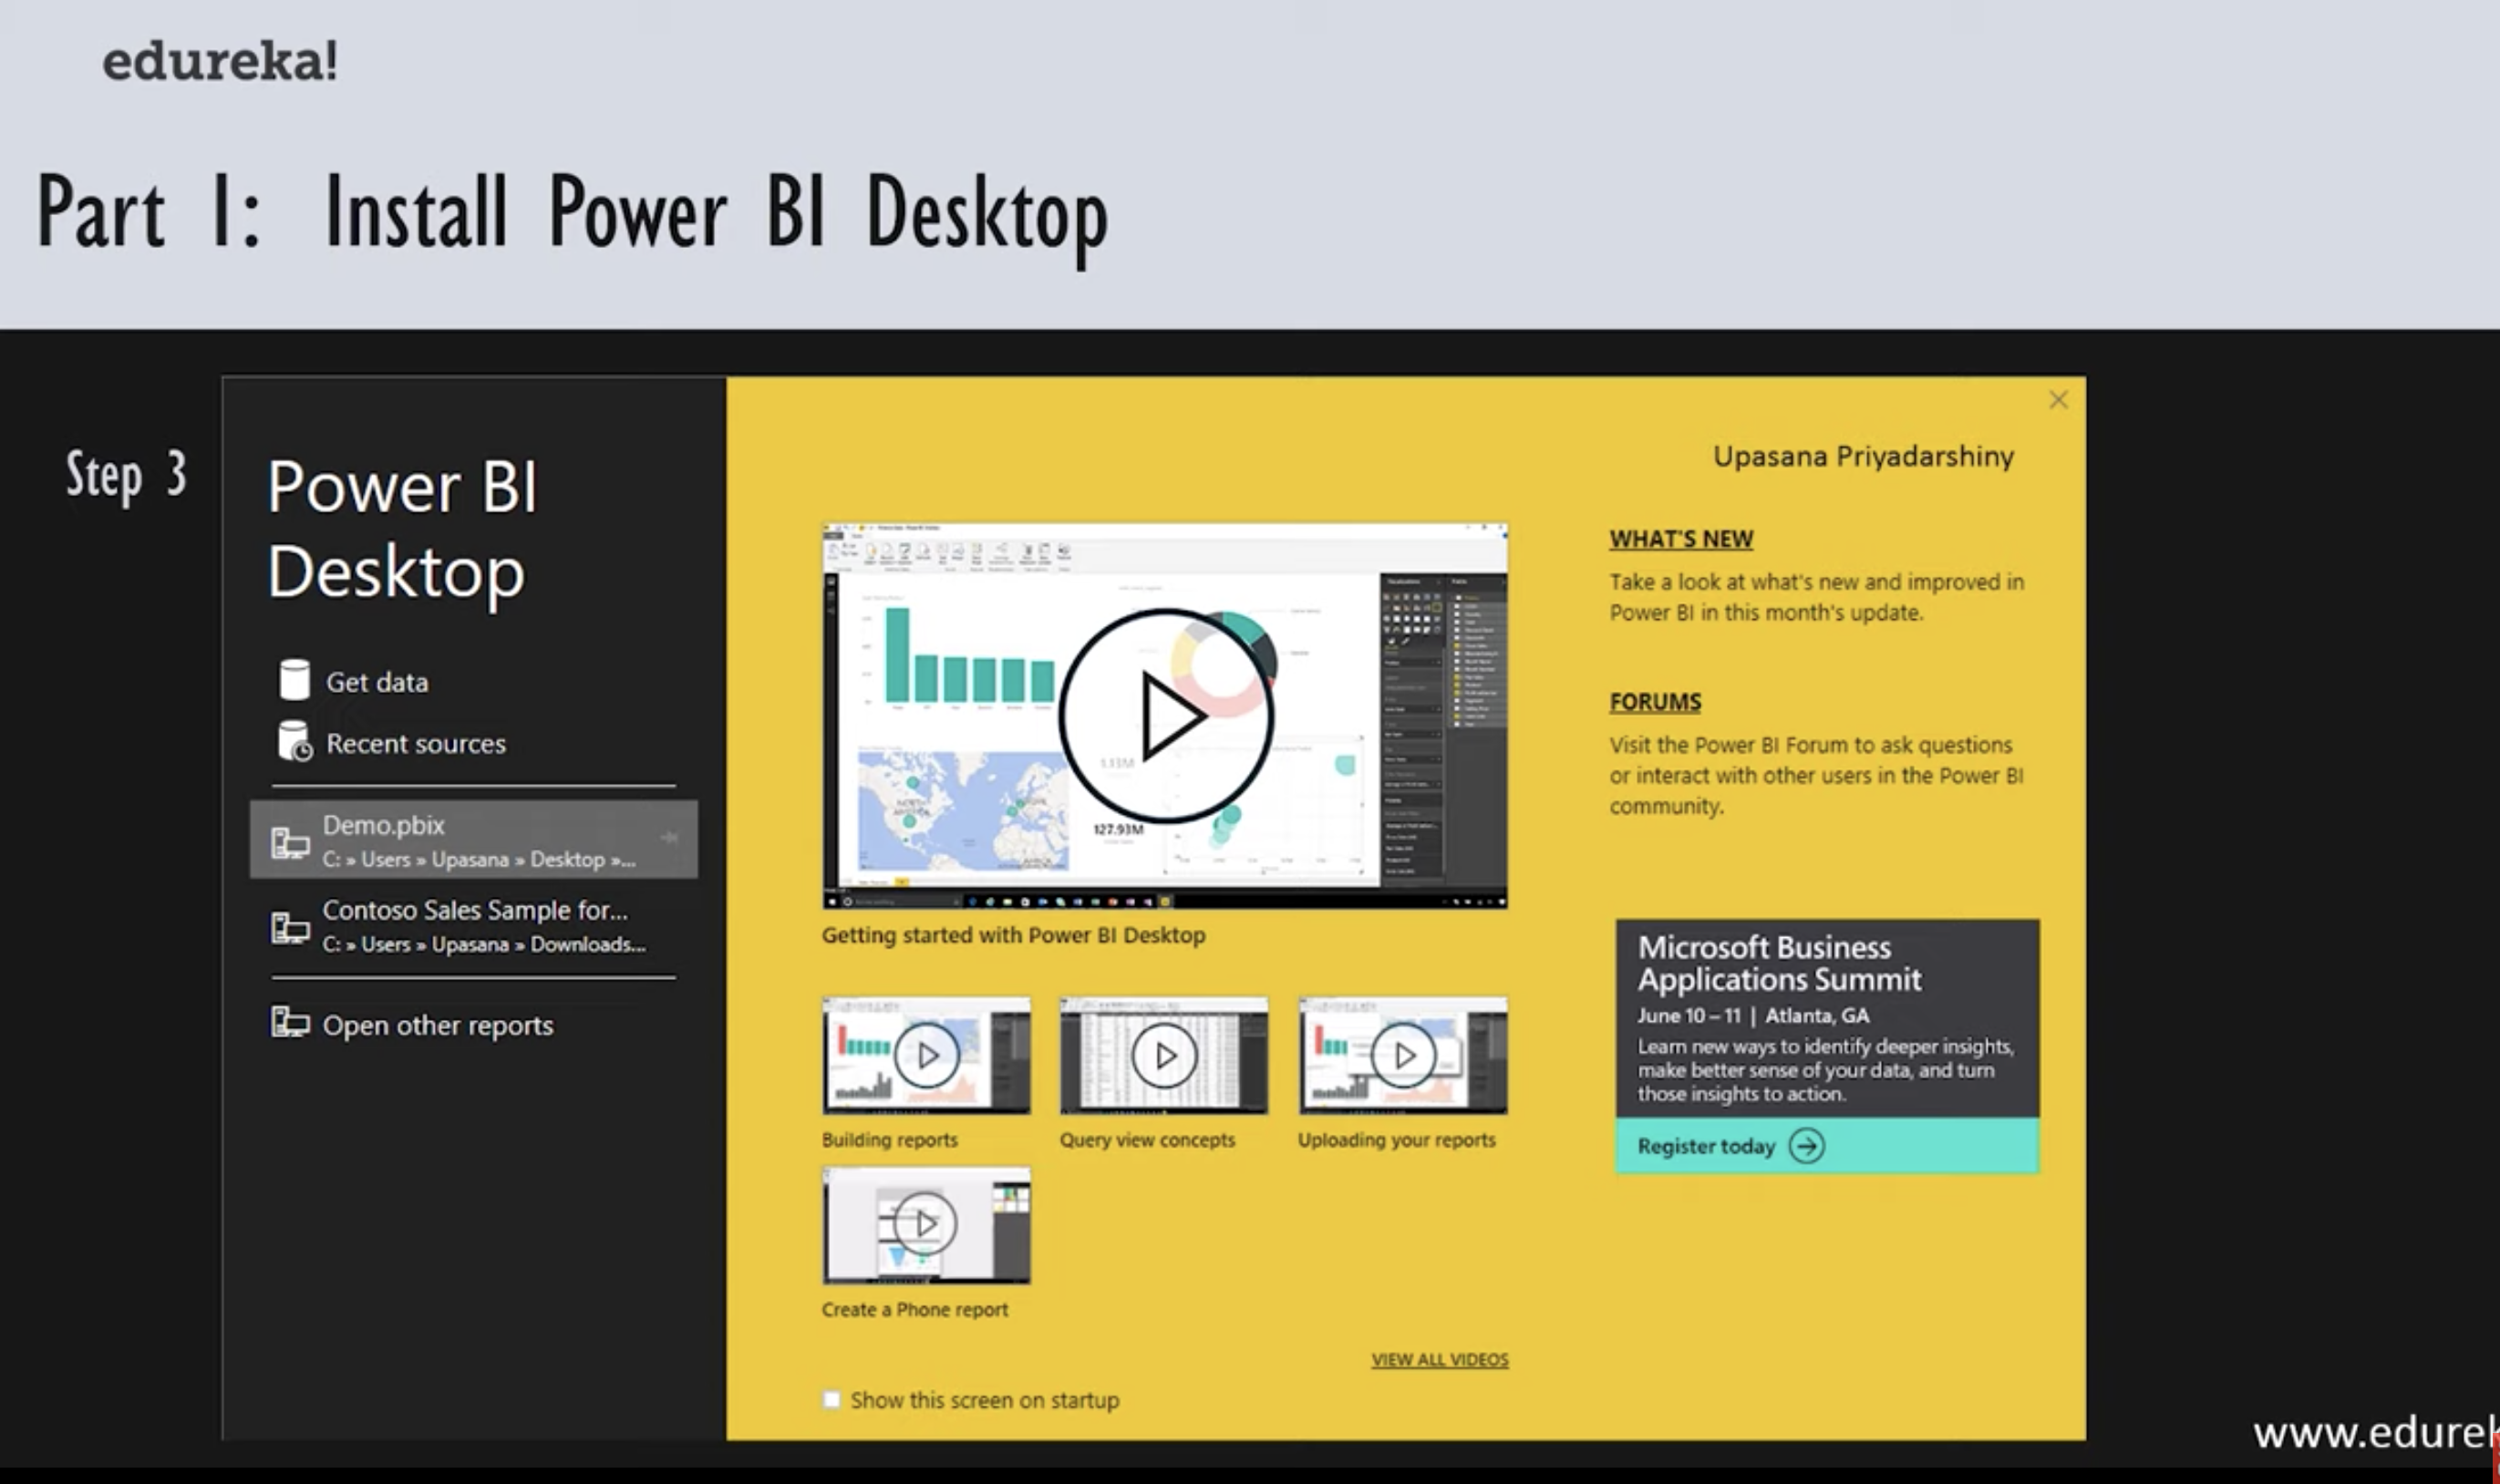 edureka!
Part 1: Install Power BI Desktop
Step 3
Power BI
Desktop
Get data
Recent sources
Demo.pbix
C: » Users » Upasana » Desktop »...
Contoso Sales Sample for...
C: » Users » Upasana » Downloads...
Open other reports
127.93M
Getting started with Power BI Desktop
Building reports
Query view concepts
Uploading your reports
Create a Phone report
VIEW ALL VIDEOS
Show this screen on startup
Upasana Priyadarshiny
WHAT'S NEW
Take a look at what's new and improved in
Power BI in this month's update.
FORUMS
Visit the Power BI Forum to ask questions
or interact with other users in the Power BI
community.
Microsoft Business
Applications Summit
June 10 – 11 | Atlanta, GA
Learn new ways to identify deeper insights,
make better sense of your data, and turn
those insights to action.
Register today
www.edurek